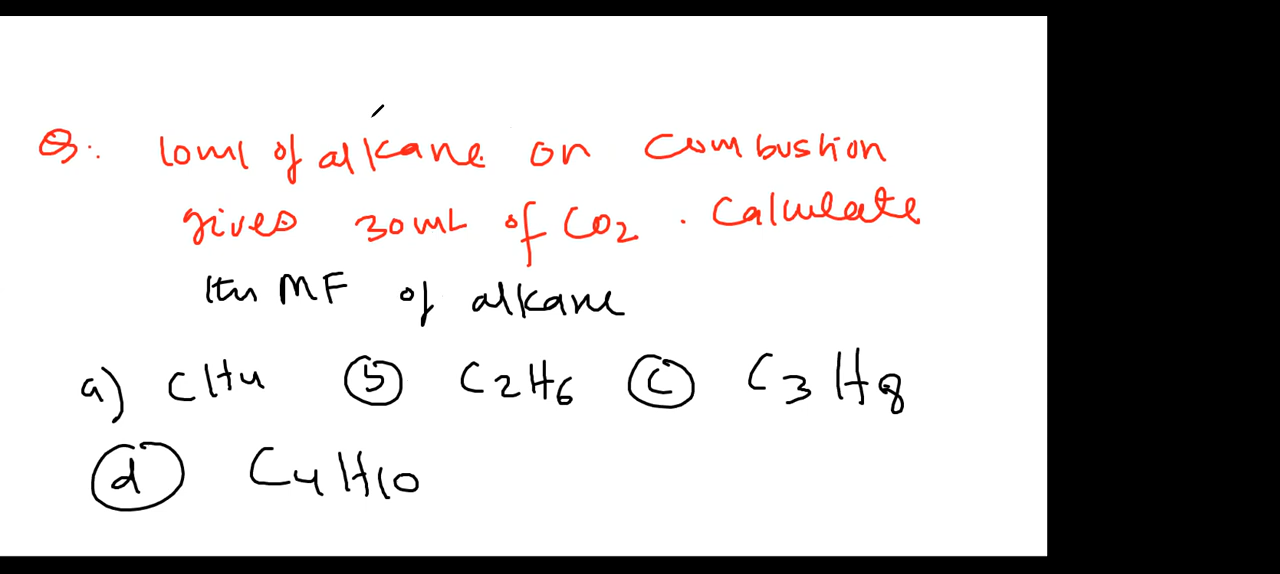 Q:. 10ml of alkane on combustion
gives 30mL of CO2 . Calculate
the MF of alkane
a) CH4 (b) C2H6 (c) C3H8
(d) C4H10